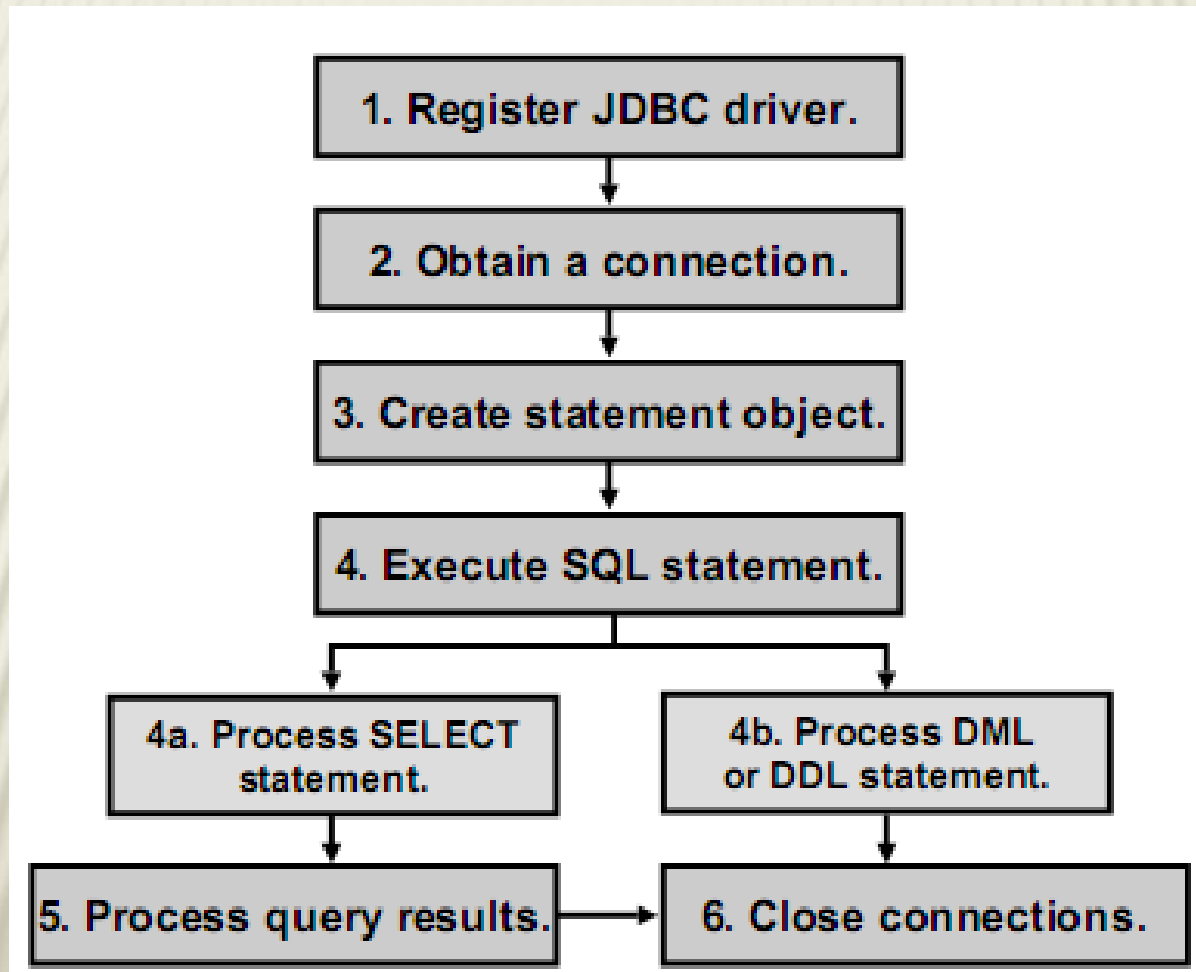 1. Register JDBC driver.
2. Obtain a connection.
3. Create statement object.
4. Execute SQL statement.
4a. Process SELECT
statement.
4b. Process DML
or DDL statement.
5. Process query results.
6. Close connections.